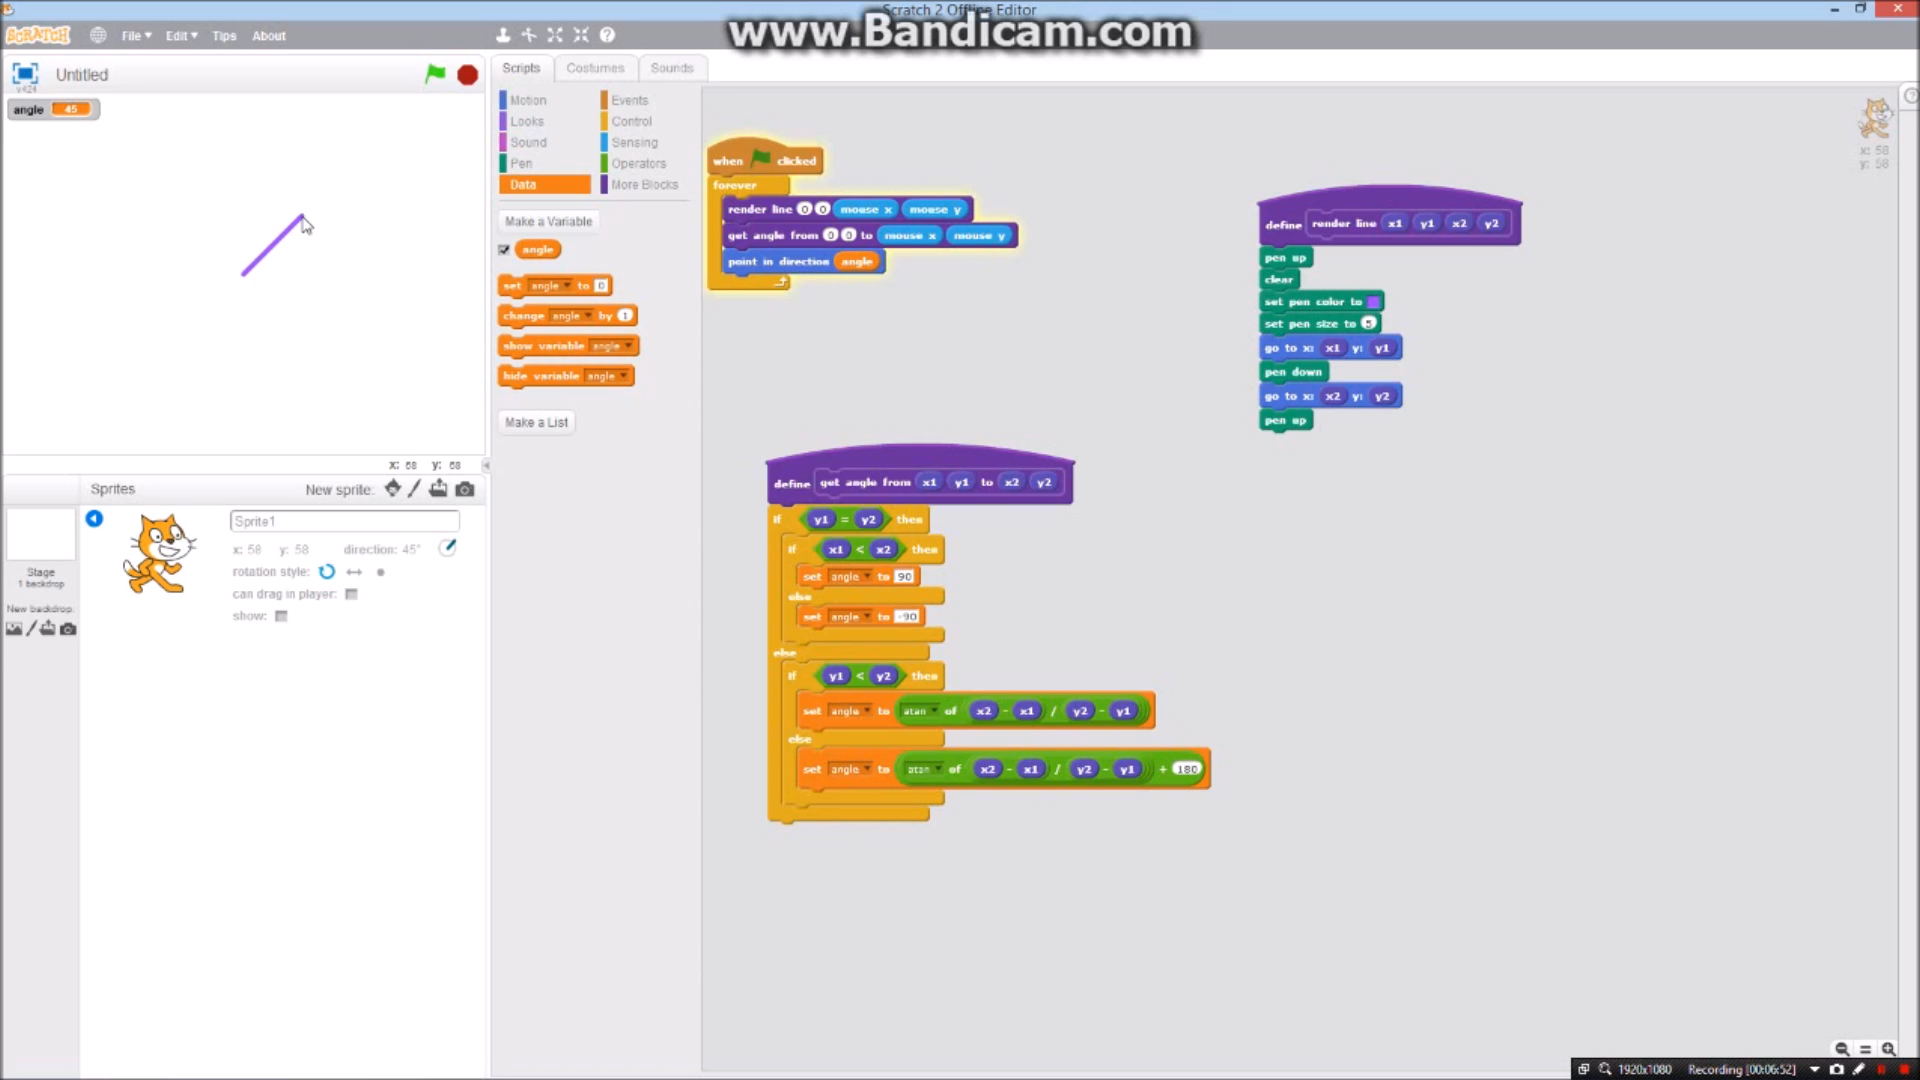 Scratch 2 Offline Editor
www.Bandicam.com
SCRATCH File Edit Tips About
v424 Untitled
angle 45
x: 58 y: 58
Sprites New sprite:
Stage
1 backdrop
New backdrop:
Sprite1
x: 58 y: 58 direction: 45°
rotation style:
can drag in player:
show:
Scripts Costumes Sounds
Motion Events
Looks Control
Sound Sensing
Pen Operators
Data More Blocks
Make a Variable
angle
set angle to 0
change angle by 1
show variable angle
hide variable angle
Make a List
when clicked
forever
render line 0 0 mouse x mouse y
get angle from 0 0 to mouse x mouse y
point in direction angle
define render line x1 y1 x2 y2
pen up
clear
set pen color to
set pen size to 5
go to x: x1 y: y1
pen down
go to x: x2 y: y2
pen up
define get angle from x1 y1 to x2 y2
if y1 = y2 then
if x1 < x2 then
set angle to 90
else
set angle to -90
else
if y1 < y2 then
set angle to atan of x2 - x1 / y2 - y1
else
set angle to atan of x2 - x1 / y2 - y1 + 180
x: 58
y: 58
1920x1080 Recording [00:06:52]